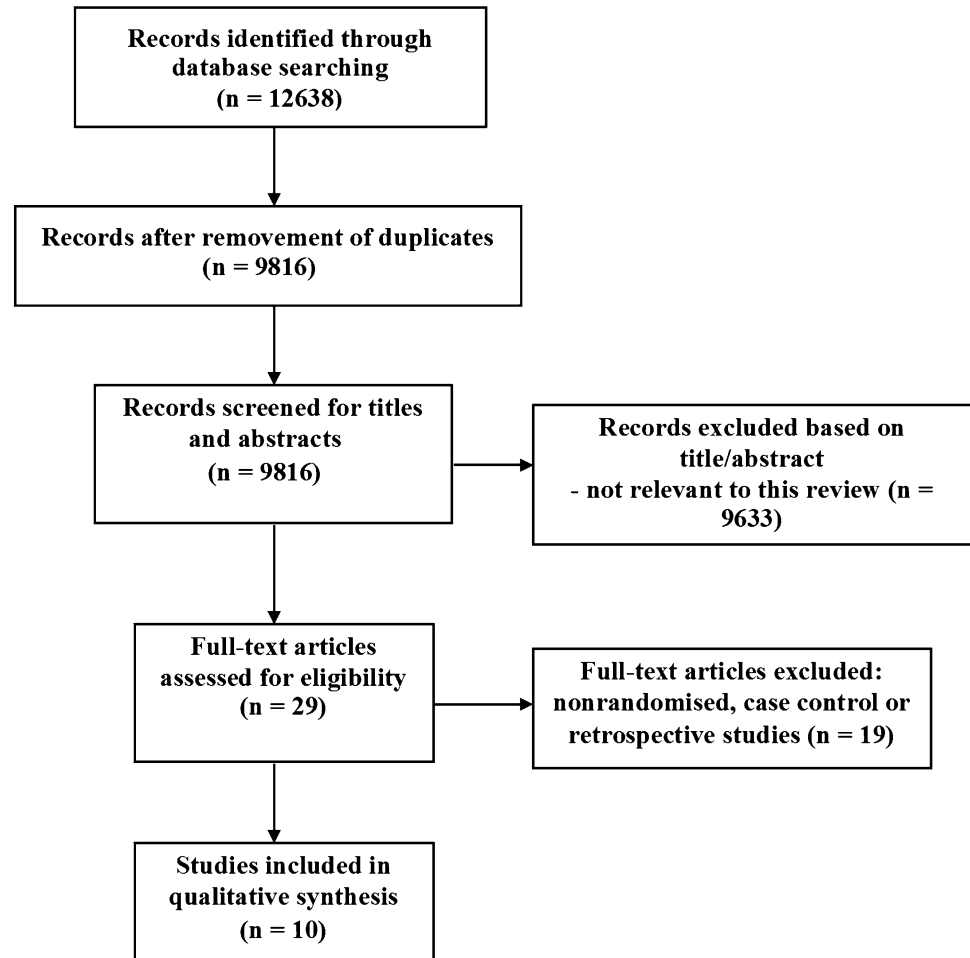 Records identified through
database searching
(n = 12638)
Records after removement of duplicates
(n = 9816)
Records screened for titles
and abstracts
(n = 9816)
Records excluded based on
title/abstract
- not relevant to this review (n =
9633)
Full-text articles
assessed for eligibility
(n = 29)
Full-text articles excluded:
nonrandomised, case control or
retrospective studies (n = 19)
Studies included in
qualitative synthesis
(n = 10)